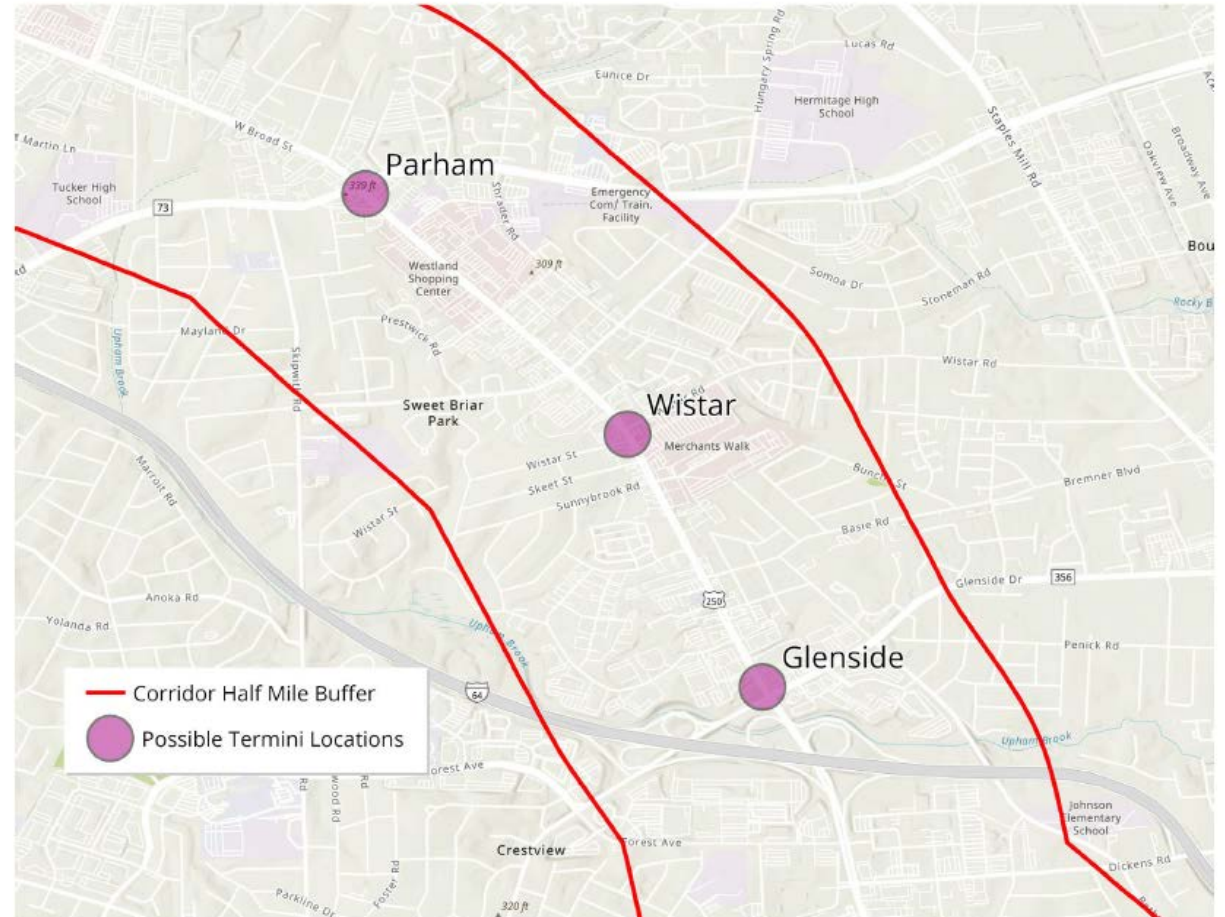 Lucas Rd
Hungary Spring Rd
Eunice Dr
Hermitage High
School
Staples Mill Rd
Broadway Ave
Oakview Ave
W Broad St
Martin Ln
Parham
339 ft
Tucker High
School
73
Shrader Rd
Emergency
Com/ Train.
Facility
Bou
Westland
Shopping
Center
309 ft
Somoa Dr
Stoneman Rd
Rocky B
Mayland Dr
Upham Brook
Prestwick Rd
Skipwith Rd
Wistar Rd
Sweet Briar
Park
Wistar
Rd
Merchants Walk
Wistar St
Skeet St
Sunnybrook Rd
Bunche St
Bremner Blvd
Marroit Rd
Wistar St
Basie Rd
Glenside Dr
356
Anoka Rd
250
Yolanda Rd
Upham Brook
Penick Rd
Glenside
64
Corridor Half Mile Buffer
Possible Termini Locations
Upham Brook
orest Ave
Rd
wood Rd
Johnson
Elementary
School
Crestview
Forest Ave
Dickens Rd
Foster Rd
Parkline Dr
320 ft